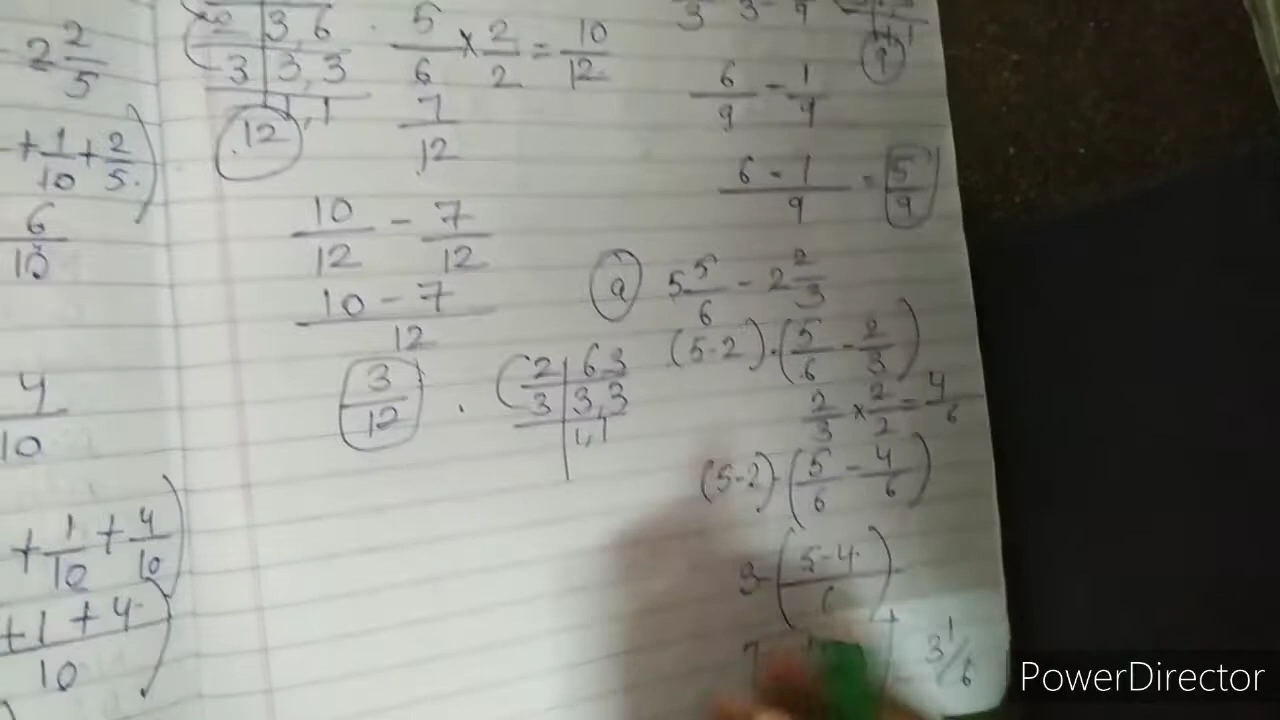 2 2/5
+ 1/10 + 2/5)
6/10
4/10
+ 1/10 + 4/10)
+ 1 + 4)
10
2 | 3,6
3 | 3,3
1,1
12
5/6 × 2/2 = 10/12
7/12
10/12 - 7/12
10 - 7
12
3/12
6/9 - 1/9
6 - 1 = 5
9 9
(a) 5 5/6 - 2 2/3
(5-2) - (5/6 - 2/3)
2/3 × 2/2 = 4/6
2 | 6 3
3 | 3,3
1,1
(5-2) - (5/6 - 4/6)
3 - (5-4)
3 1/6
PowerDirector